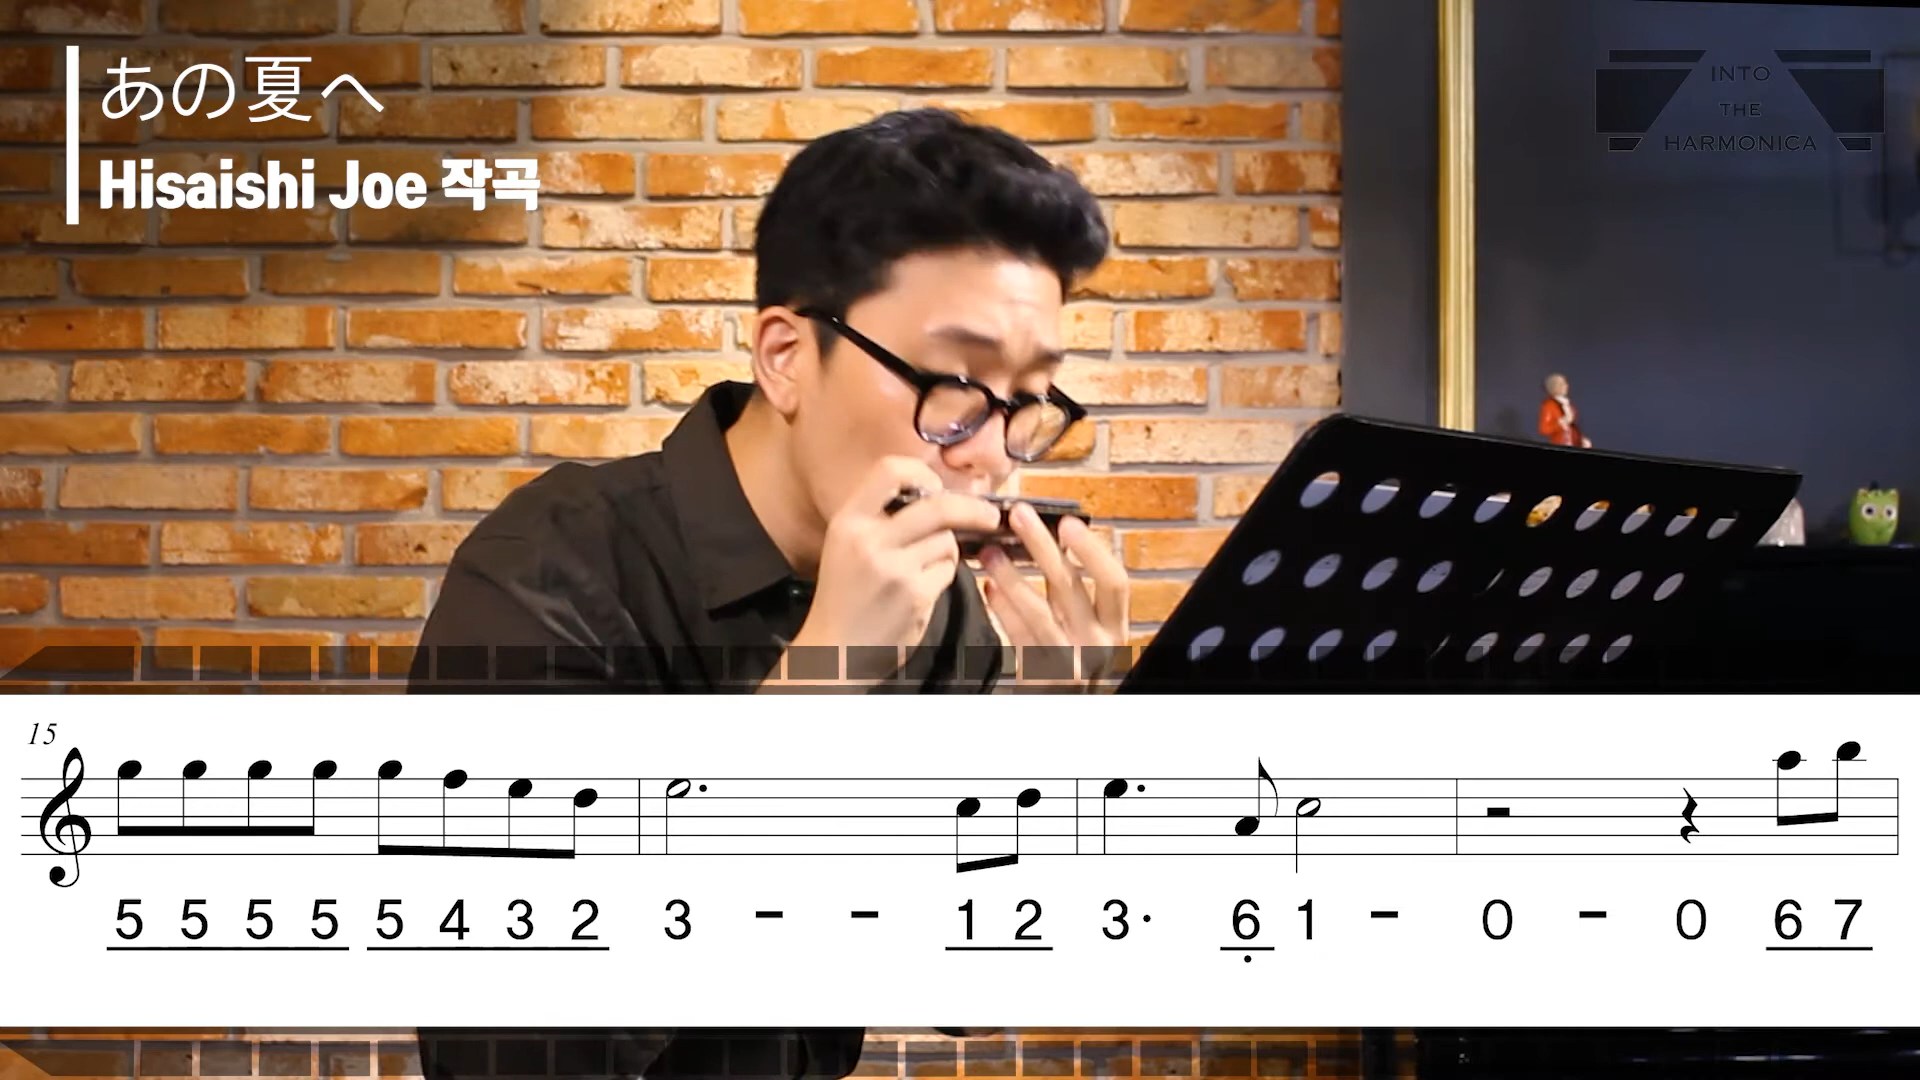 あの夏へ
Hisaishi Joe 작곡
INTO
THE
HARMONICA
15
5 5 5 5 5 4 3 2 3 - - 1 2 3· 6 1 - 0 - 0 6 7